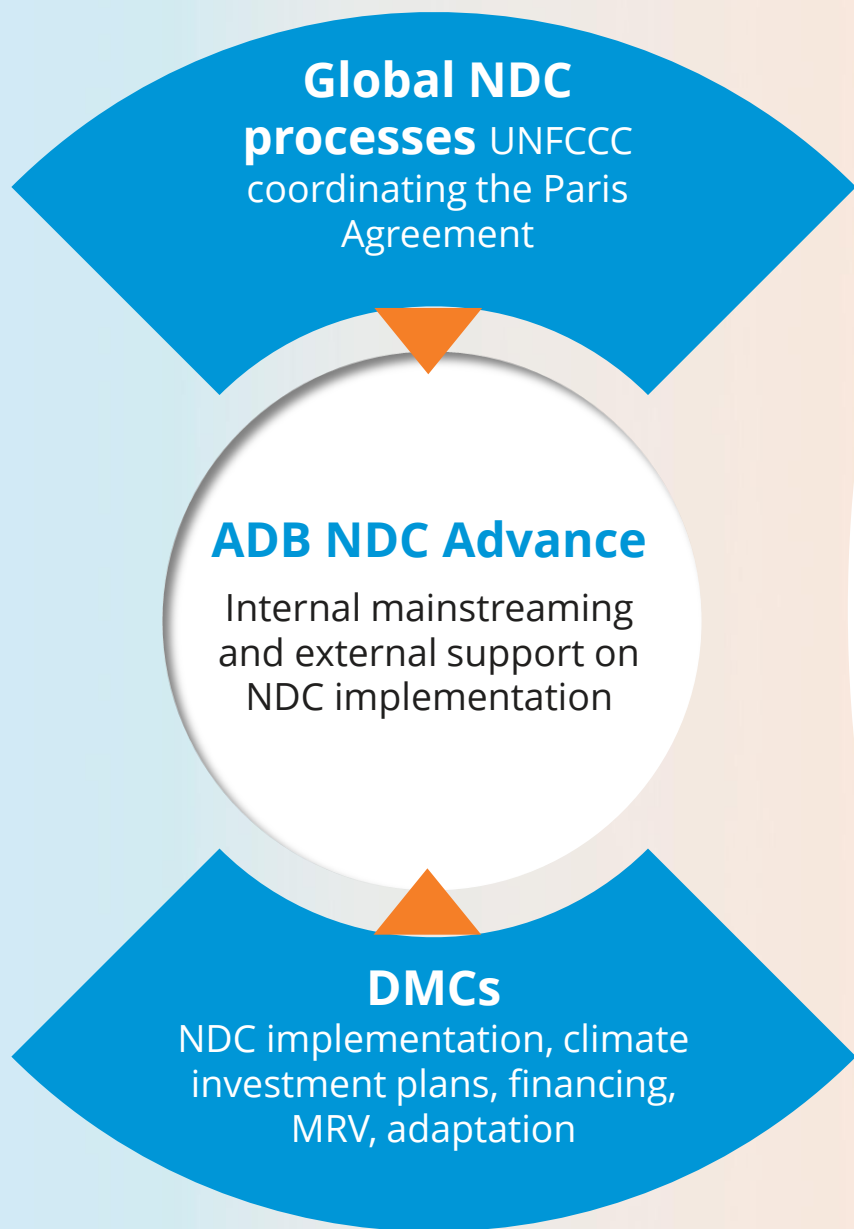 Global NDC
processes UNFCCC
coordinating the Paris
Agreement
ADB NDC Advance
Internal mainstreaming
and external support on
NDC implementation
DMCs
NDC implementation, climate
investment plans, financing,
MRV, adaptation